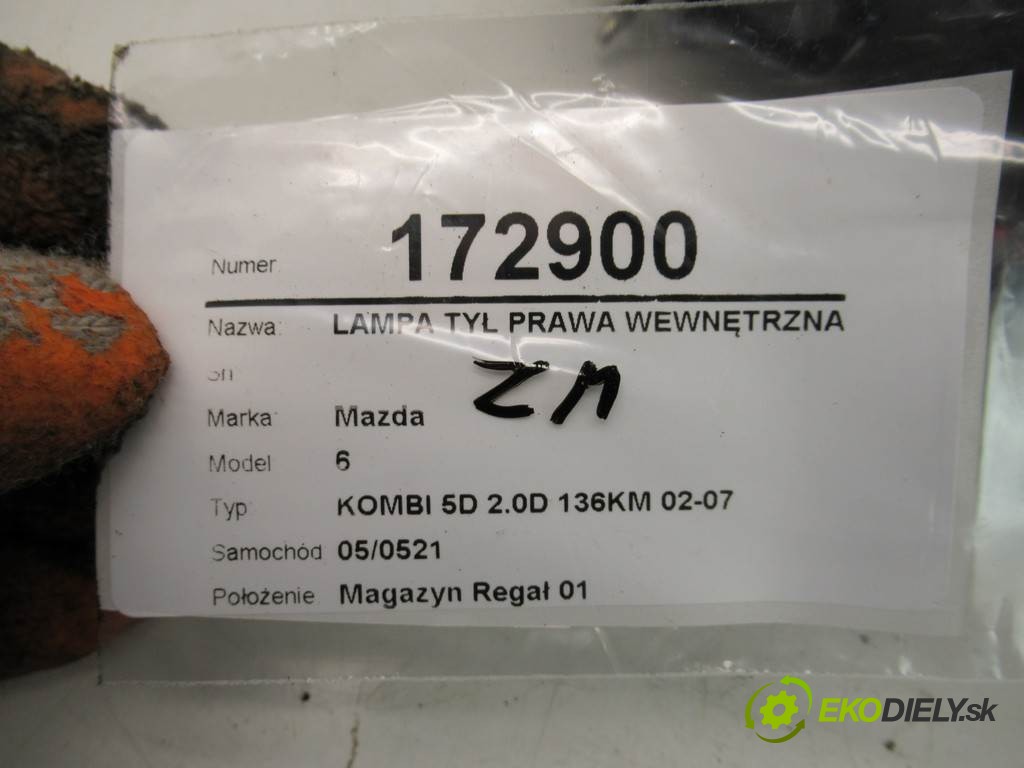 Numer 172900
Nazwa: LAMPA TYŁ PRAWA WEWNĘTRZNA
ZM
Marka Mazda
Model 6
Typ KOMBI 5D 2.0D 136KM 02-07
Samochód 05/0521
Położenie Magazyn Regał 01
EKODIELY.sk